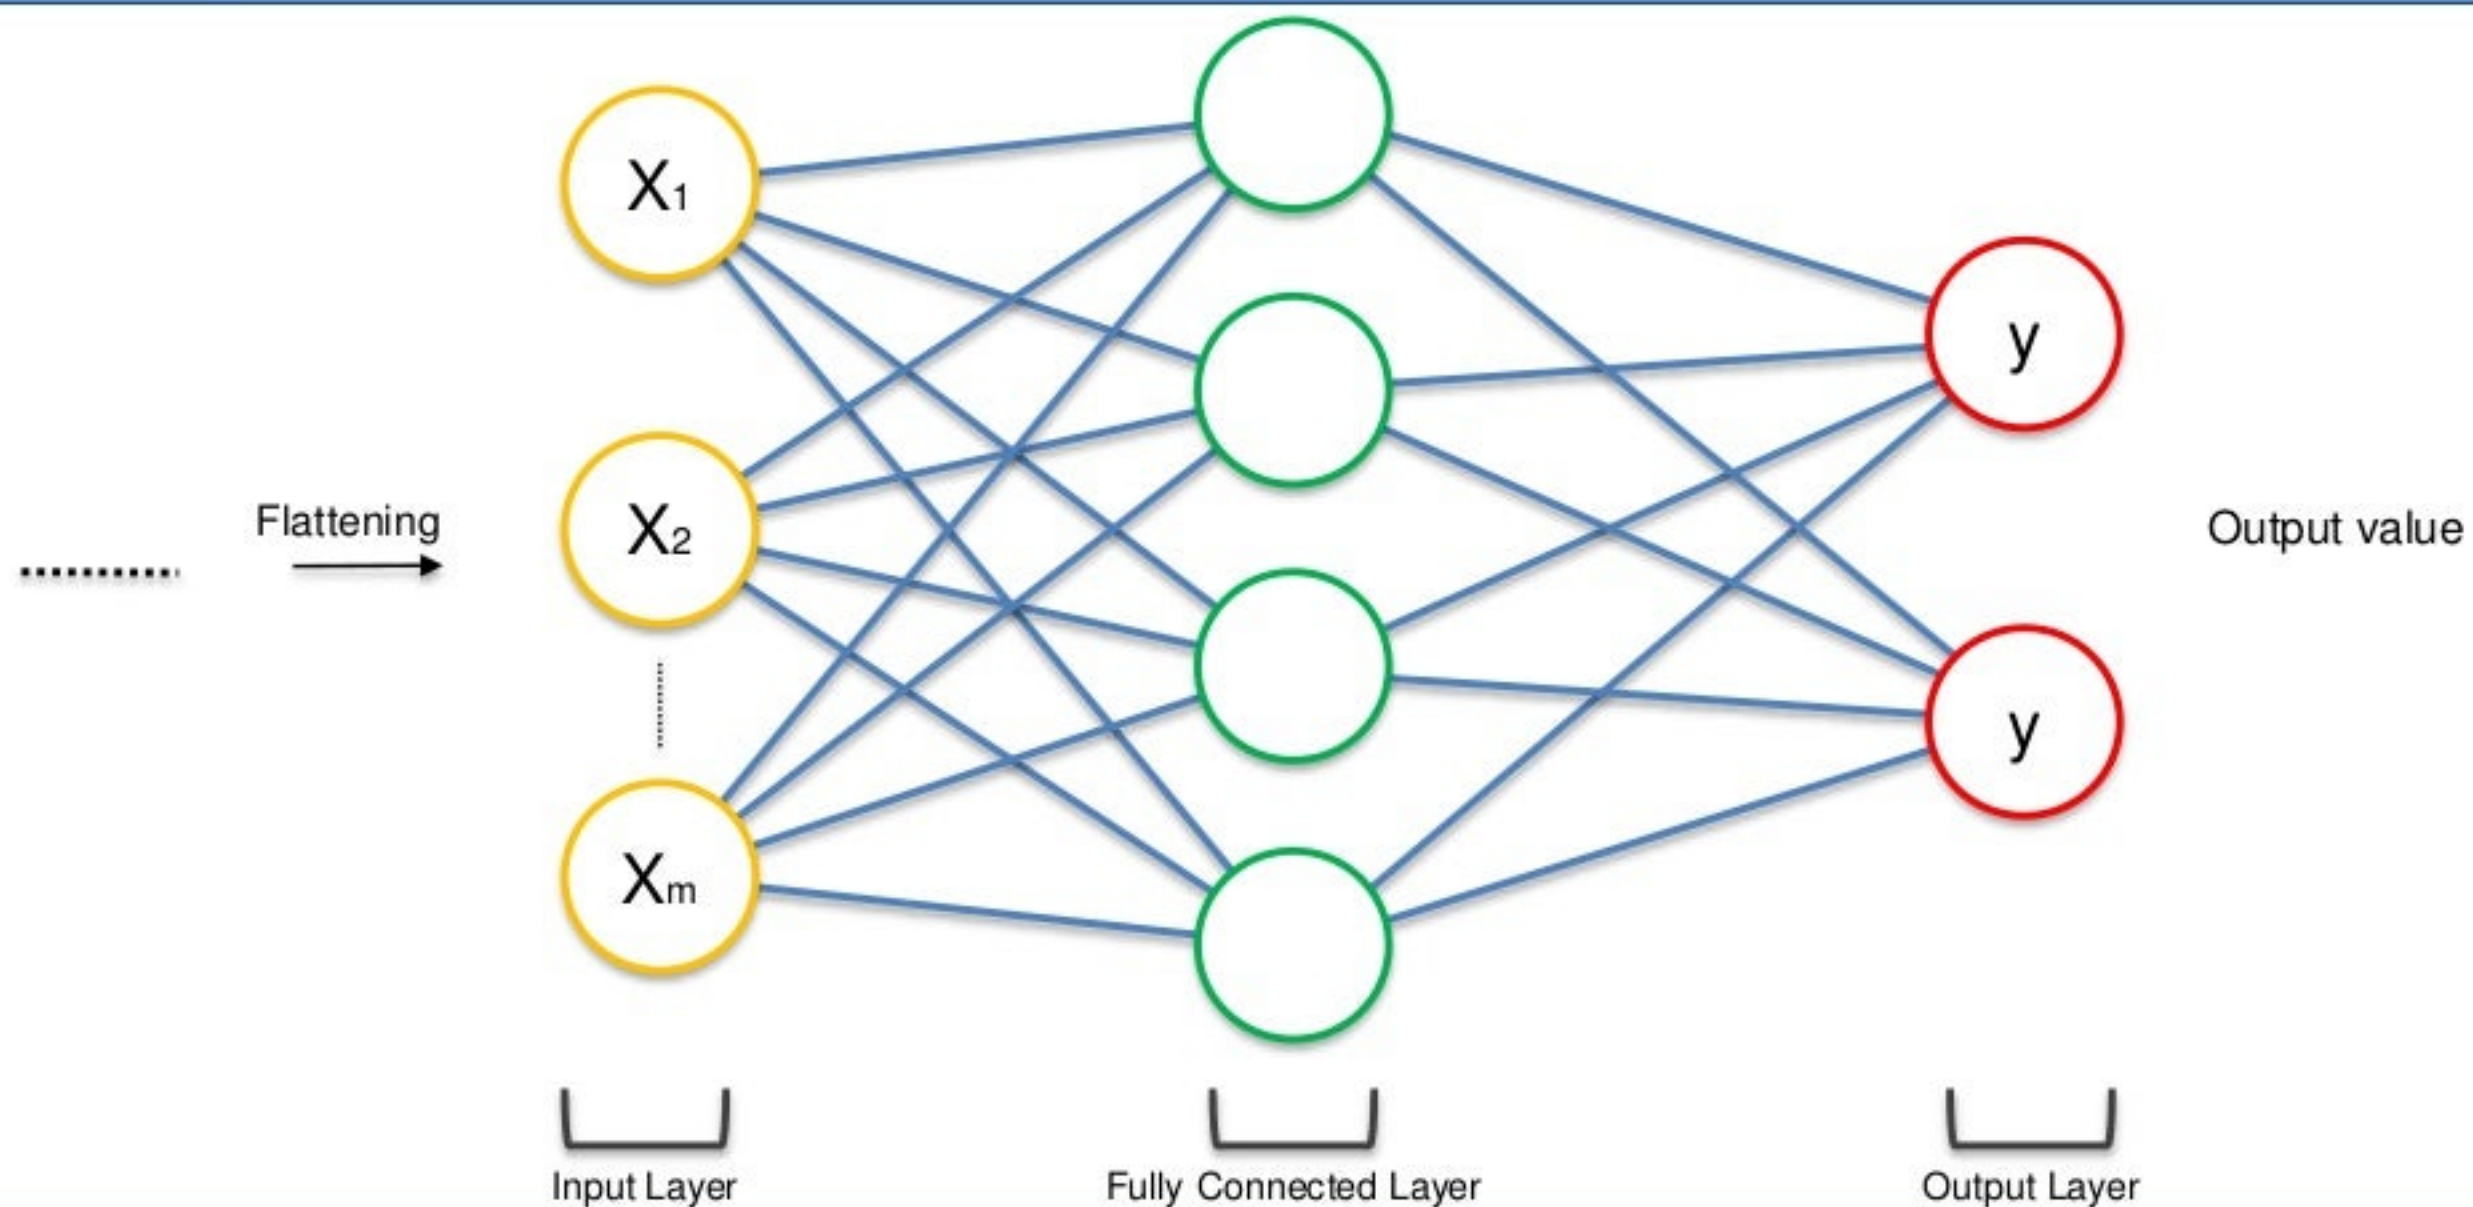 X1
Flattening
X2
Xm
y
y
Output value
Input Layer
Fully Connected Layer
Output Layer